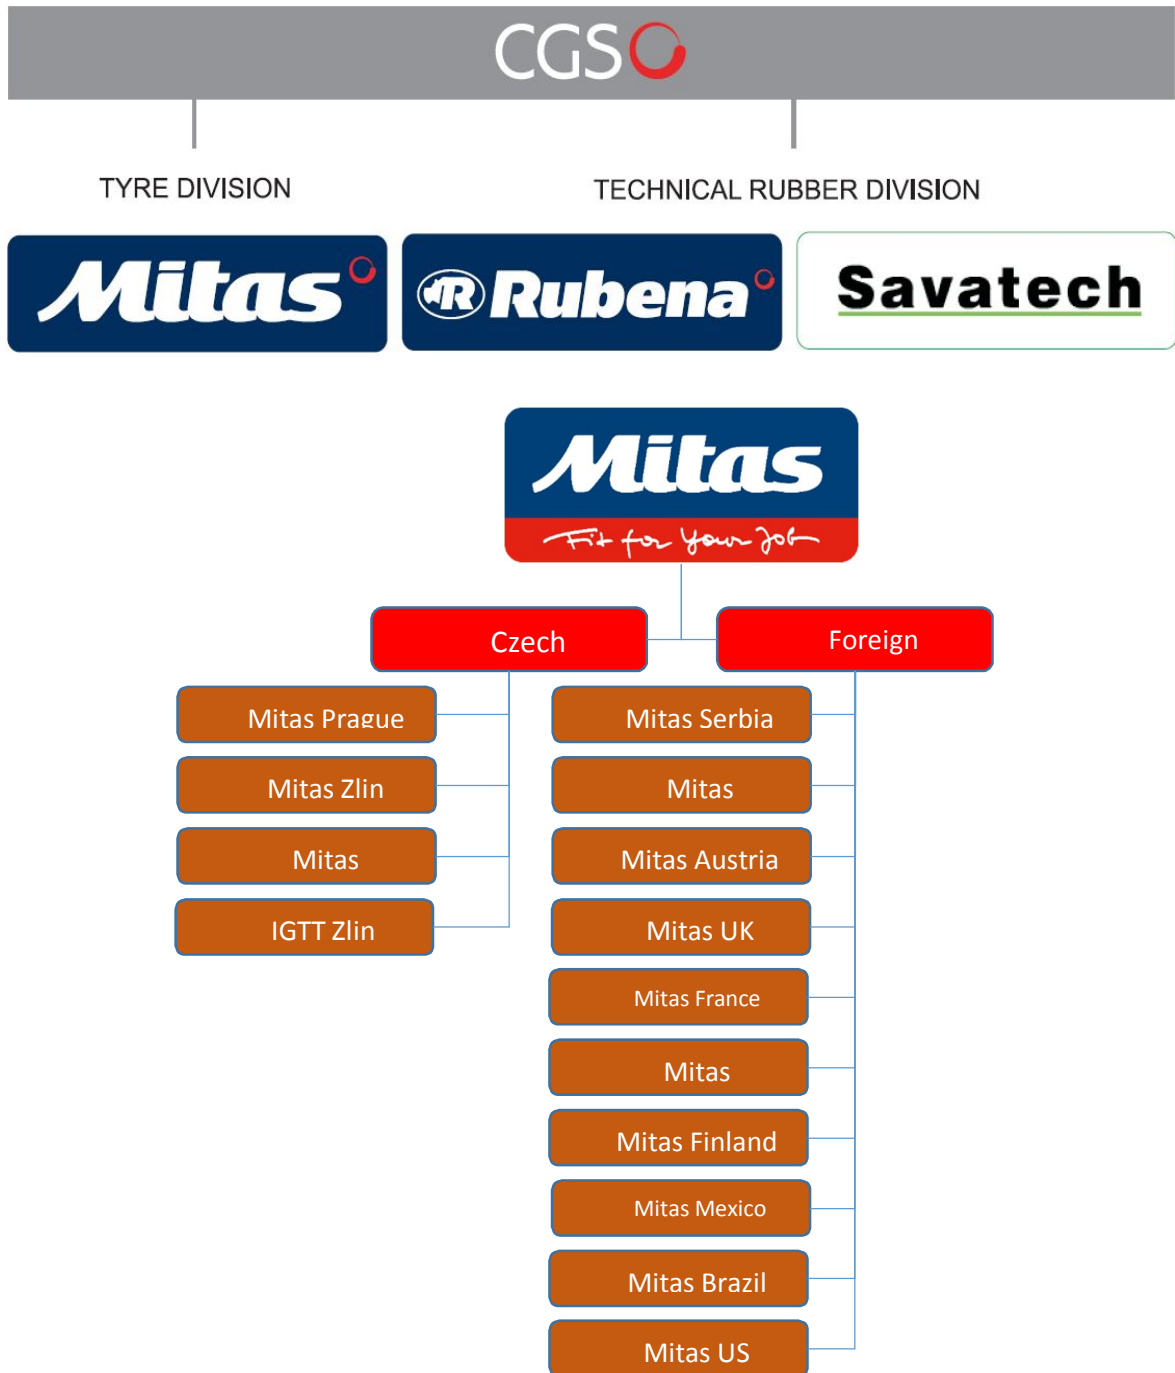 CGS
TYRE DIVISION
TECHNICAL RUBBER DIVISION
Mitas
R Rubena
Savatech
Mitas
Fit for Your Job
Czech
Foreign
Mitas Prague
Mitas Zlin
Mitas
IGTT Zlin
Mitas Serbia
Mitas
Mitas Austria
Mitas UK
Mitas France
Mitas
Mitas Finland
Mitas Mexico
Mitas Brazil
Mitas US